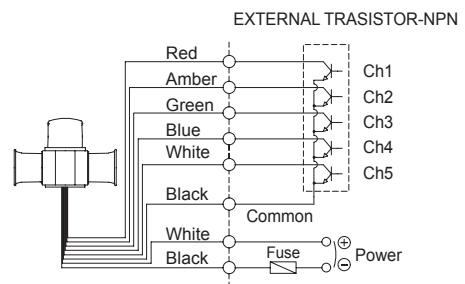 EXTERNAL TRASISTOR-NPN
Red
Ch1
Amber
Ch2
Green
Ch3
Blue
Ch4
White
Ch5
Black
Common
White
Fuse
⊕
Power
Black
⊖